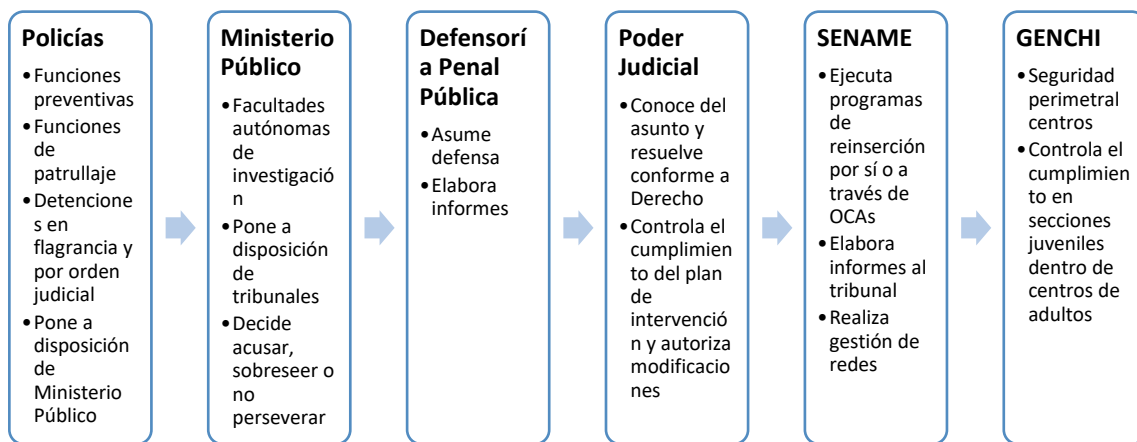 Policías
•Funciones
preventivas
•Funciones
de
patrullaje
•Detencione
s en
flagrancia y
por orden
judicial
•Pone a
disposición
de
Ministerio
Público
Ministerio
Público
•Facultades
autónomas
de
investigació
n
•Pone a
disposición
de
tribunales
•Decide
acusar,
sobreseer o
no
perseverar
Defensorí
a Penal
Pública
•Asume
defensa
•Elabora
informes
Poder
Judicial
•Conoce del
asunto y
resuelve
conforme a
Derecho
•Controla el
cumplimie
nto del
plan de
intervenció
n y autoriza
modificacio
nes
SENAME
•Ejecuta
programas
de
reinserción
por sí o a
través de
OCAs
•Elabora
informes al
tribunal
•Realiza
gestión de
redes
GENCHI
•Seguridad
perimetral
centros
•Controla el
cumplimie
nto en
secciones
juveniles
dentro de
centros de
adultos